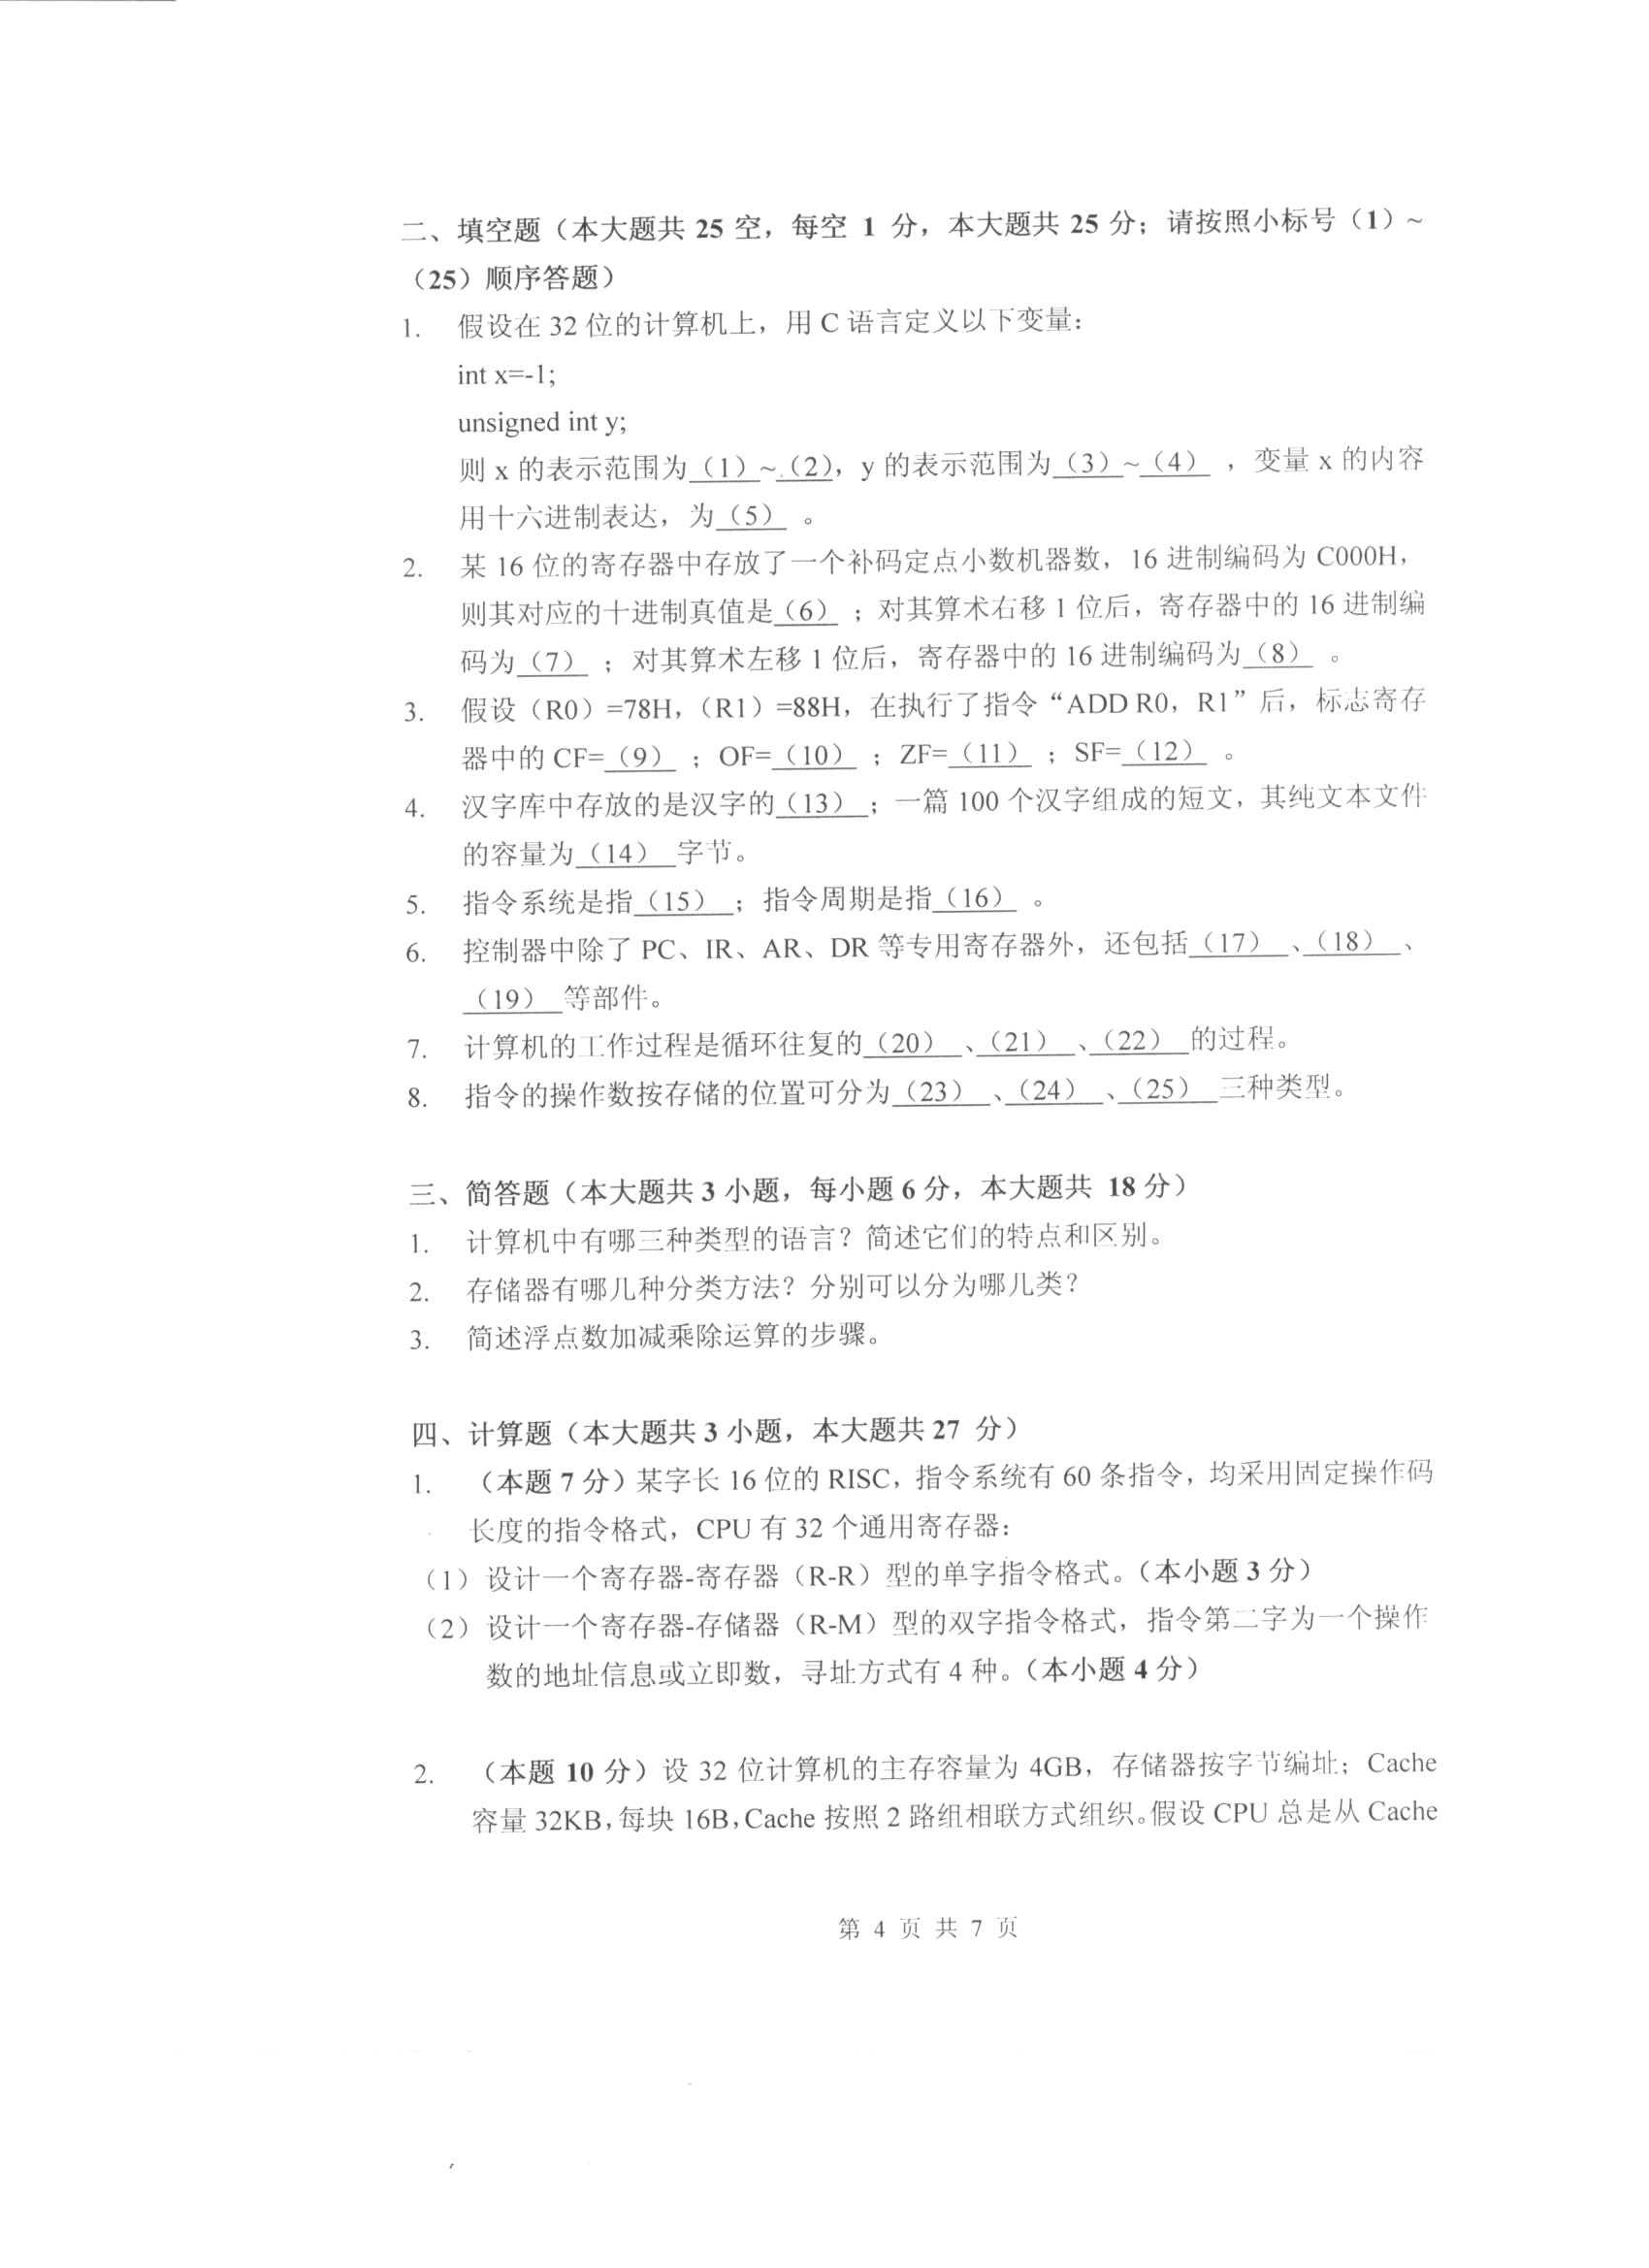 二、填空题（本大题共 25 空，每空 1 分，本大题共 25 分；请按照小标号（1）~
（25）顺序答题）
1. 假设在 32 位的计算机上，用 C 语言定义以下变量：
int x=-1;
unsigned int y;
则 x 的表示范围为（1）~（2），y 的表示范围为（3）~（4），变量 x 的内容
用十六进制表达，为（5）。
2. 某 16 位的寄存器中存放了一个补码定点小数机器数，16 进制编码为 C000H，
则其对应的十进制真值是（6）；对其算术右移 1 位后，寄存器中的 16 进制编
码为（7）；对其算术左移 1 位后，寄存器中的 16 进制编码为（8）。
3. 假设（R0）=78H，（R1）=88H，在执行了指令“ADD R0，R1”后，标志寄存
器中的 CF=（9）；OF=（10）；ZF=（11）；SF=（12）。
4. 汉字库中存放的是汉字的（13）；一篇 100 个汉字组成的短文，其纯文本文件
的容量为（14）字节。
5. 指令系统是指（15）；指令周期是指（16）。
6. 控制器中除了 PC、IR、AR、DR 等专用寄存器外，还包括（17）、（18）、
（19）等部件。
7. 计算机的工作过程是循环往复的（20）、（21）、（22）的过程。
8. 指令的操作数按存储的位置可分为（23）、（24）、（25）三种类型。
三、简答题（本大题共 3 小题，每小题 6 分，本大题共 18 分）
1. 计算机中有哪三种类型的语言？简述它们的特点和区别。
2. 存储器有哪几种分类方法？分别可以分为哪几类？
3. 简述浮点数加减乘除运算的步骤。
四、计算题（本大题共 3 小题，本大题共 27 分）
1. （本题 7 分）某字长 16 位的 RISC，指令系统有 60 条指令，均采用固定操作码
长度的指令格式，CPU 有 32 个通用寄存器：
（1）设计一个寄存器-寄存器（R-R）型的单字指令格式。（本小题 3 分）
（2）设计一个寄存器-存储器（R-M）型的双字指令格式，指令第二字为一个操作
数的地址信息或立即数，寻址方式有 4 种。（本小题 4 分）
2. （本题 10 分）设 32 位计算机的主存容量为 4GB，存储器按字节编址；Cache
容量 32KB，每块 16B，Cache 按照 2 路组相联方式组织。假设 CPU 总是从 Cache
第 4 页 共 7 页